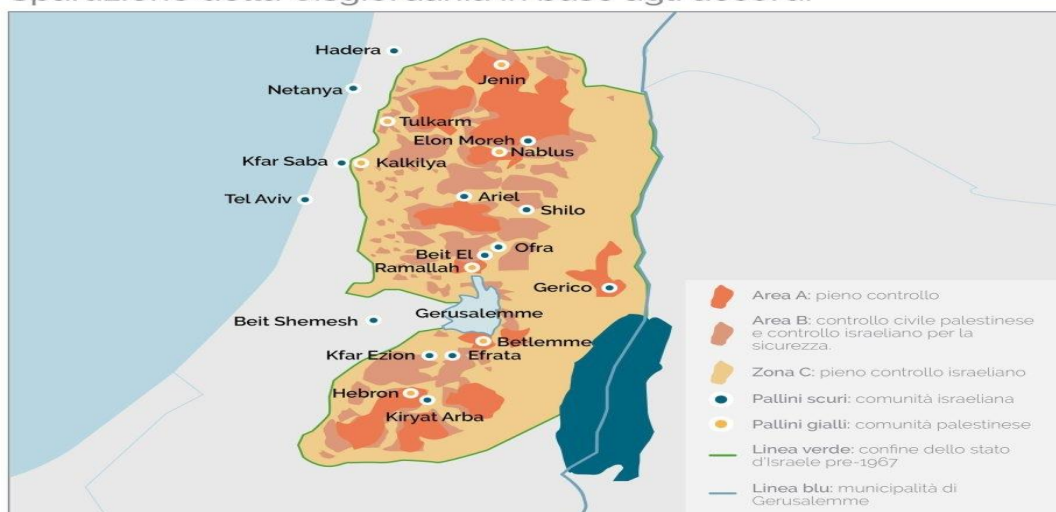 Hadera
Jenin
Netanya
Tulkarm
Elon Moreh
Nablus
Kfar Saba
Kalkilya
Tel Aviv
Ariel
Shilo
Ofra
Beit El
Ramallah
Gerico
Gerusalemme
Beit Shemesh
Betlemme
Kfar Ezion
Efrata
Hebron
Kiryat Arba
Area A: pieno controllo
Area B: controllo civile palestinese
e controllo israeliano per la
sicurezza.
Zona C: pieno controllo israeliano
Pallini scuri: comunità israeliana
Pallini gialli: comunità palestinese
Linea verde: confine dello stato
d'Israele pre-1967
Linea blu: municipalità di
Gerusalemme